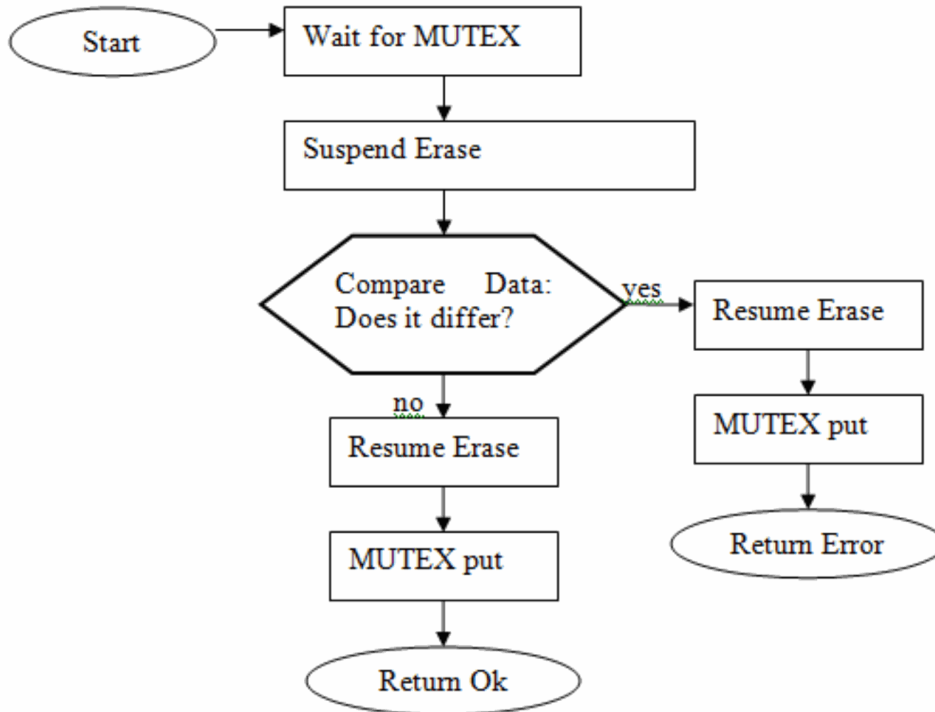 Start
Wait for MUTEX
Suspend Erase
Compare Data:
Does it differ?
yes
Resume Erase
MUTEX put
Return Error
no
Resume Erase
MUTEX put
Return Ok